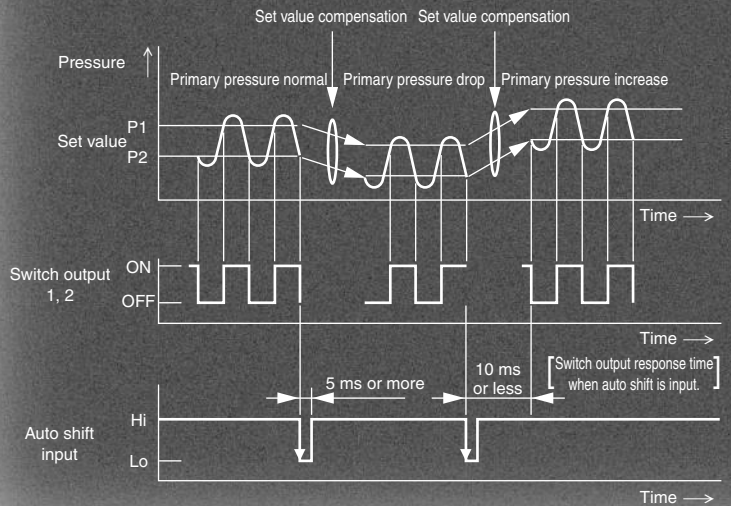 Set value compensation Set value compensation
Pressure
Primary pressure normal Primary pressure drop Primary pressure increase
P1
Set value
P2
Time
Switch output
1, 2
ON
OFF
Time
10 ms
or less
[Switch output response time
when auto shift is input.]
5 ms or more
Hi
Auto shift
input
Lo
Time